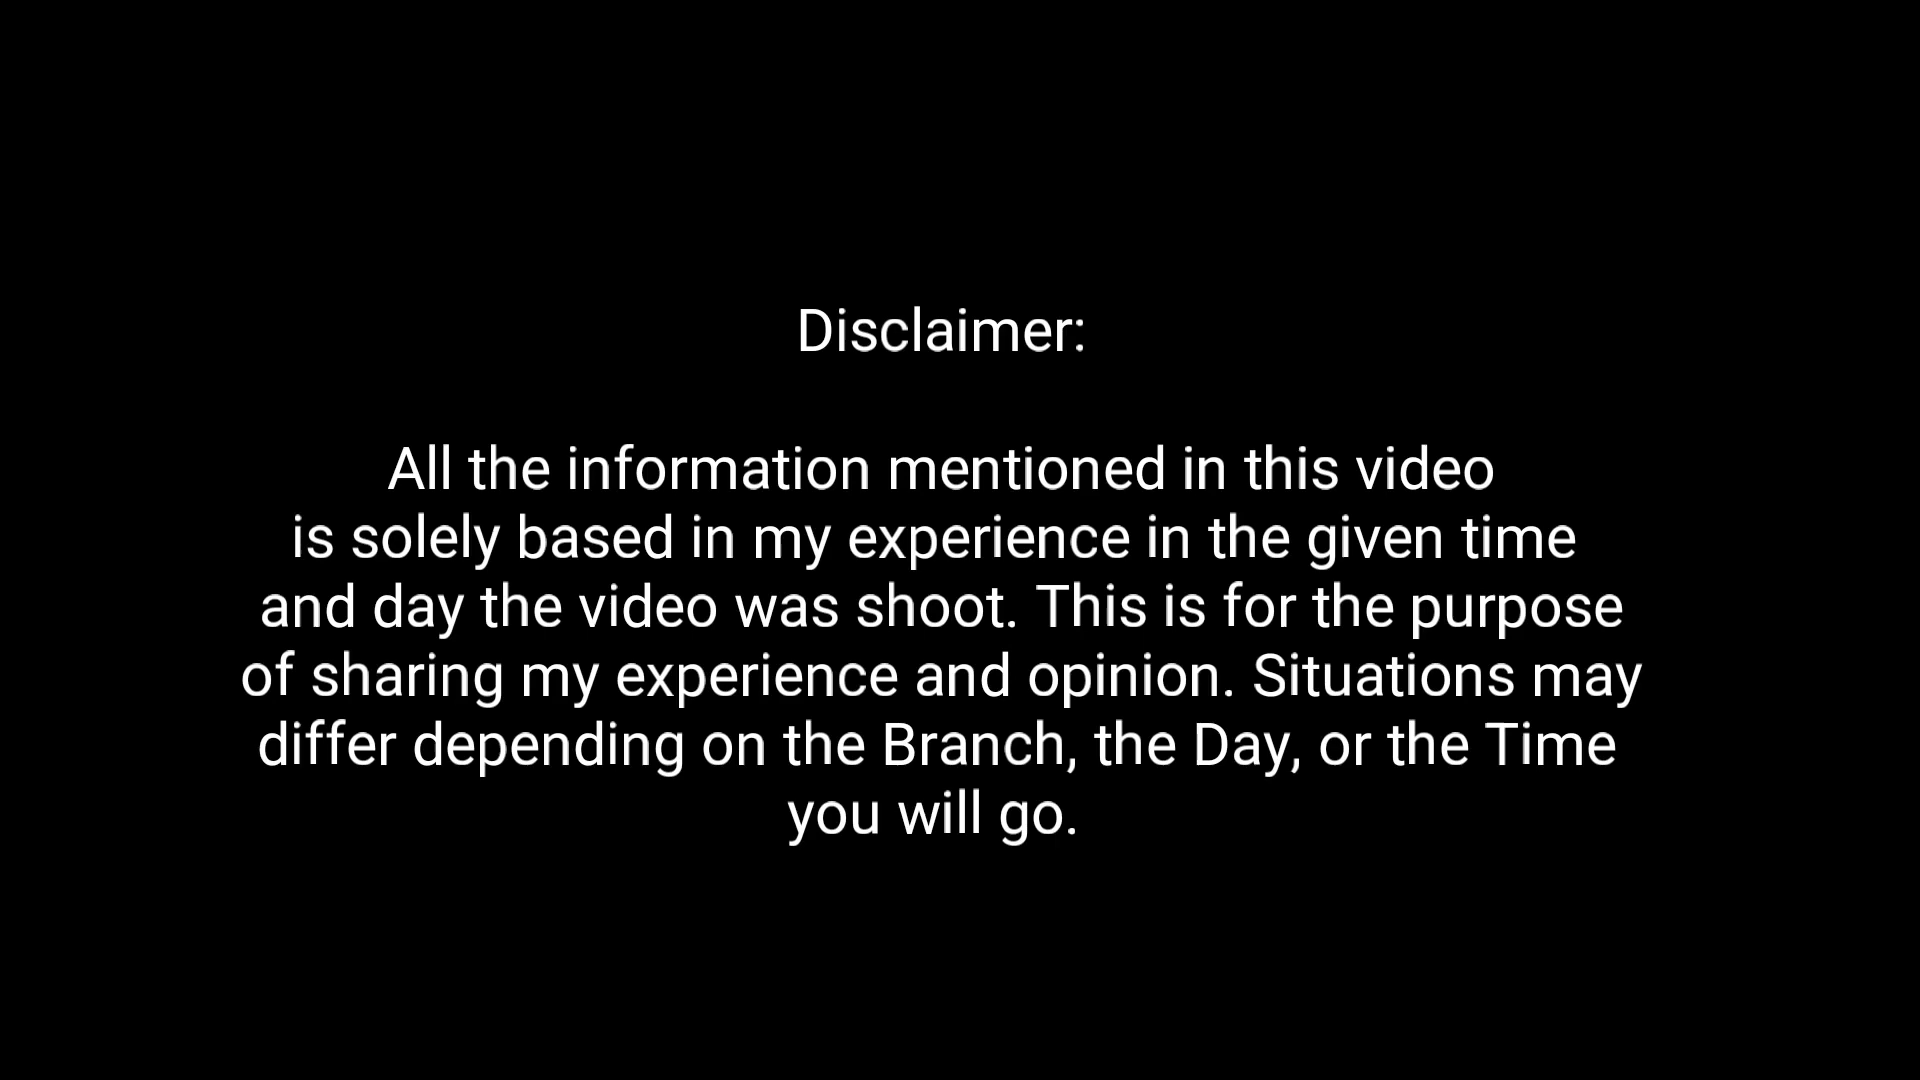 Disclaimer:
All the information mentioned in this video
is solely based in my experience in the given time
and day the video was shoot. This is for the purpose
of sharing my experience and opinion. Situations may
differ depending on the Branch, the Day, or the Time
you will go.